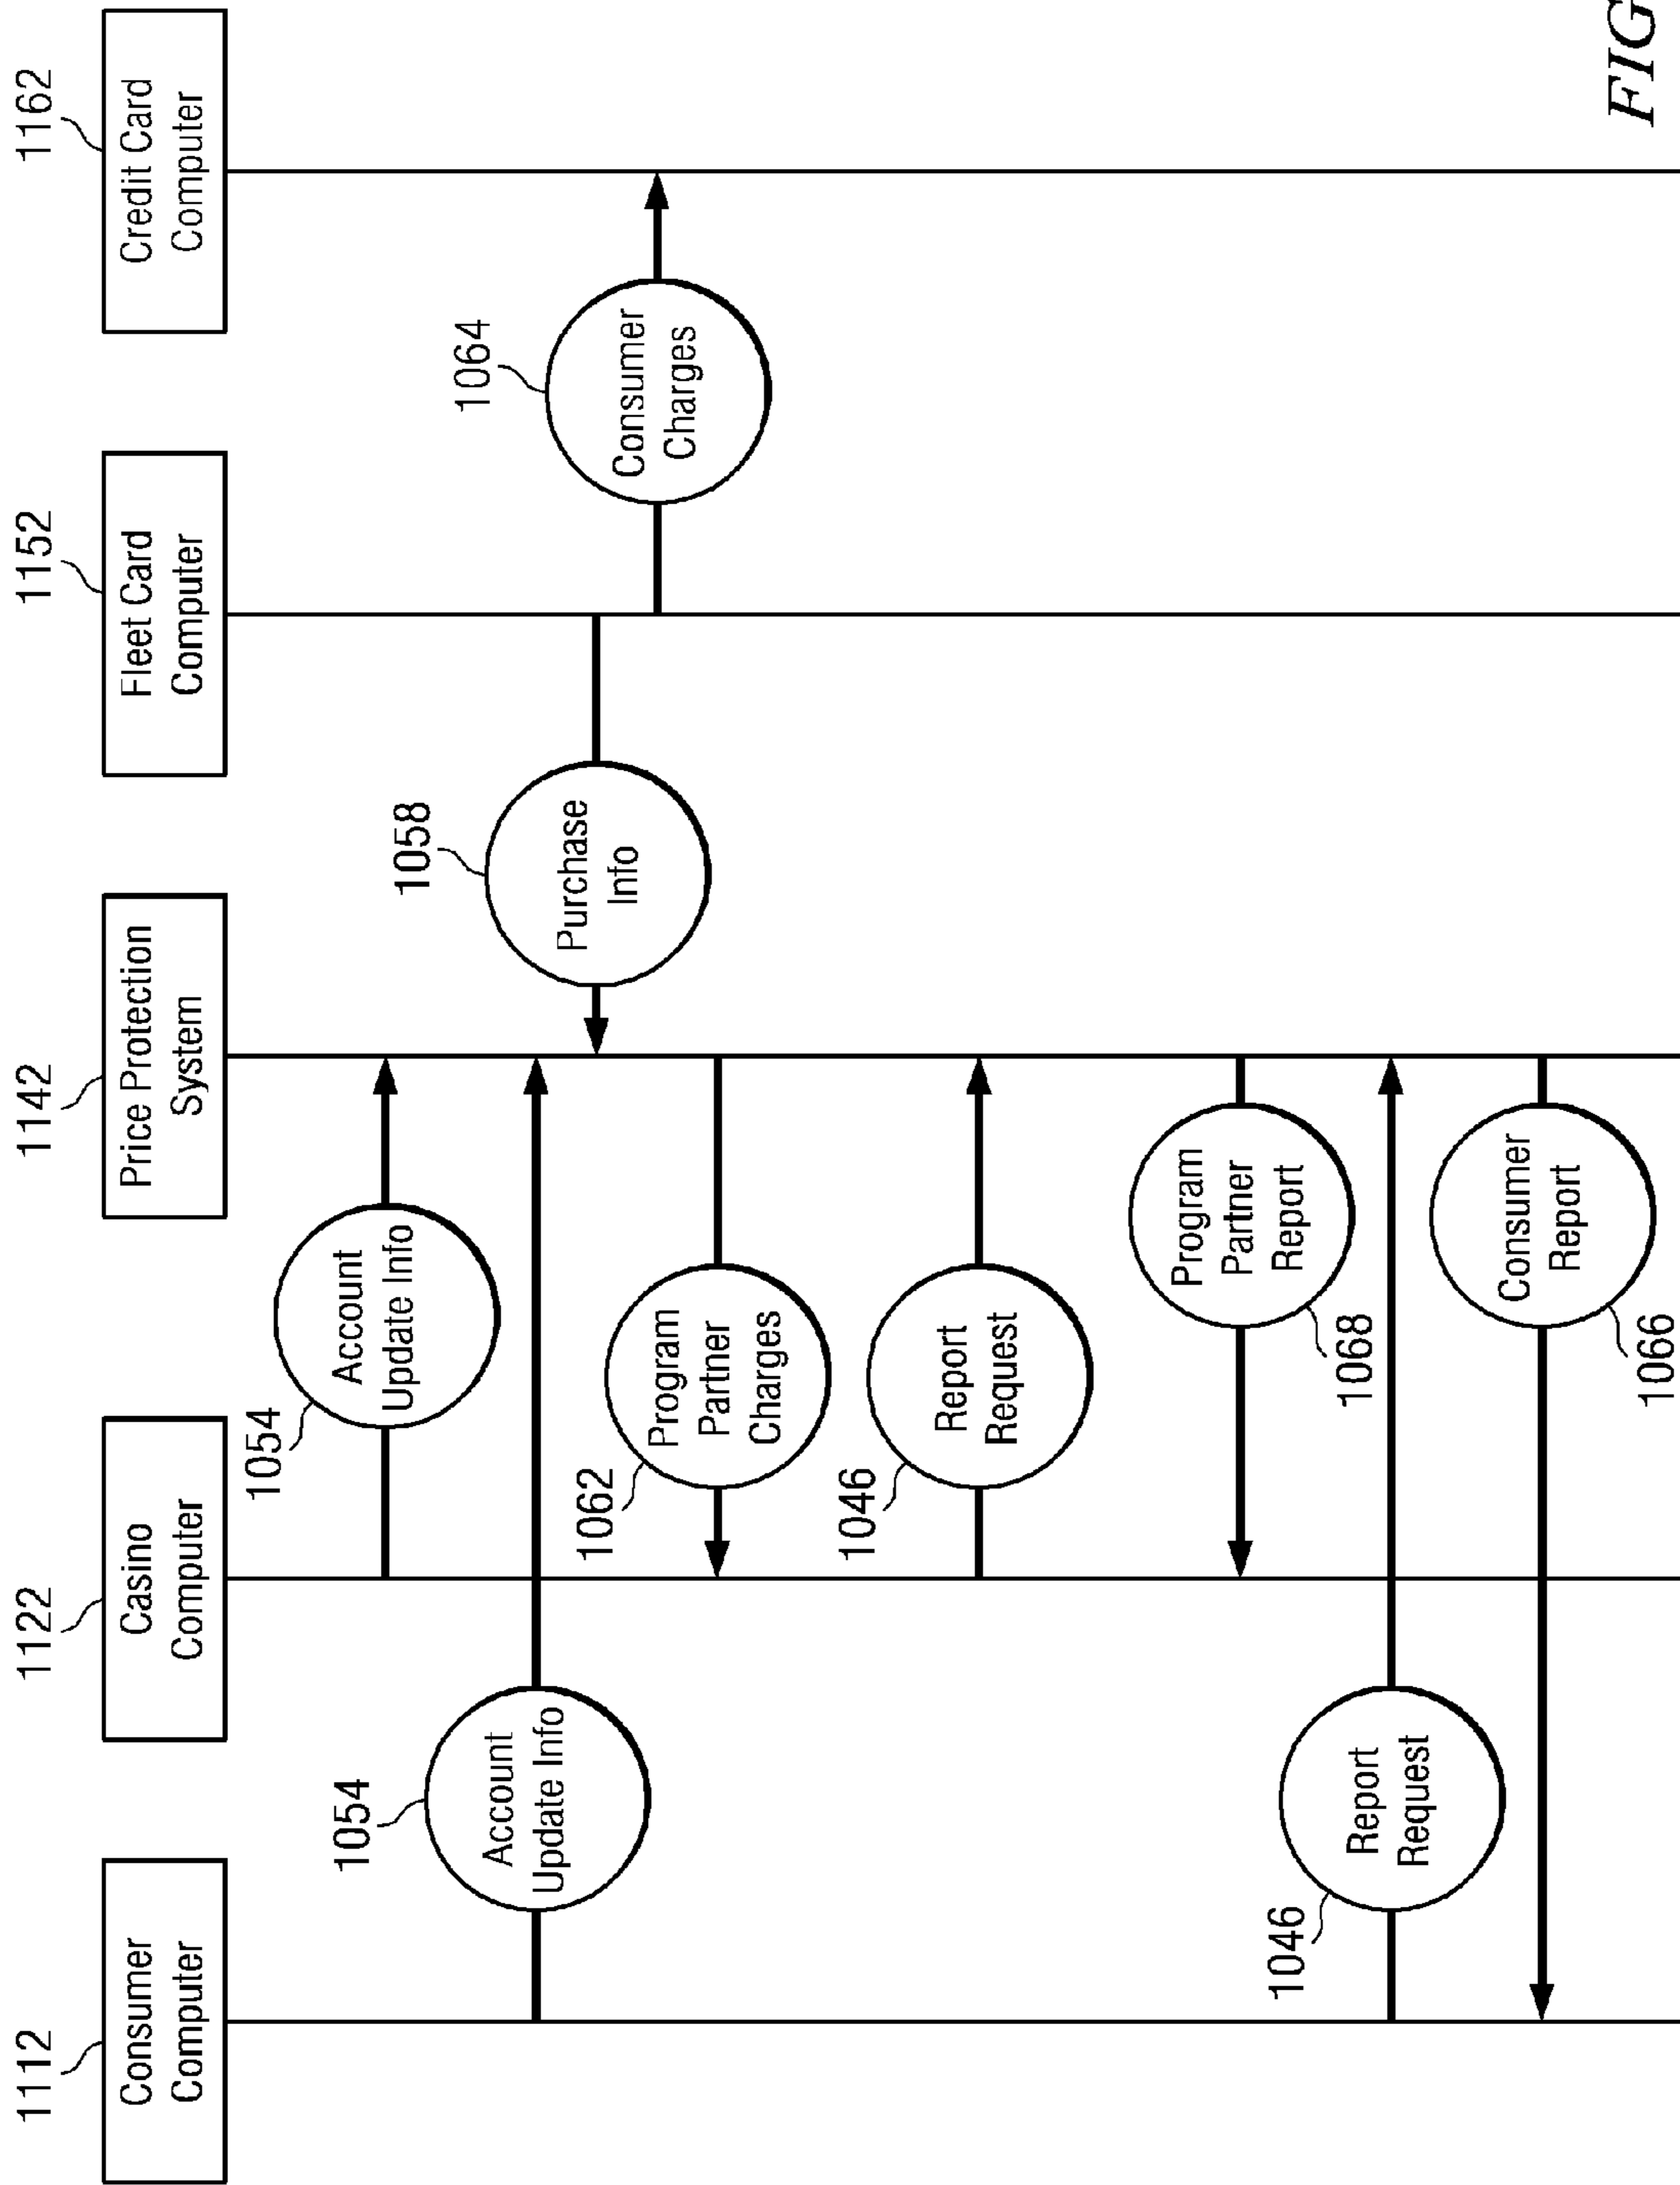 1112
Consumer
Computer
1122
Casino
Computer
1142
Price Protection
System
1152
Fleet Card
Computer
1162
Credit Card
Computer
1054
Account
Update Info
1054
Account
Update Info
1058
Purchase
Info
1064
Consumer
Charges
1062
Program
Partner
Charges
1046
Report
Request
Program
Partner
Report
1068
1046
Report
Request
Consumer
Report
1066
FIG